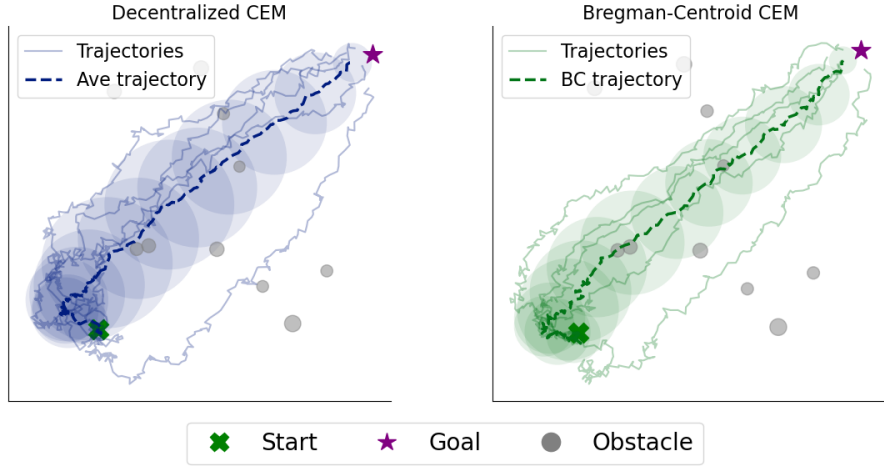 Decentralized CEM
Trajectories
Ave trajectory
Bregman-Centroid CEM
Trajectories
BC trajectory
Start
Goal
Obstacle